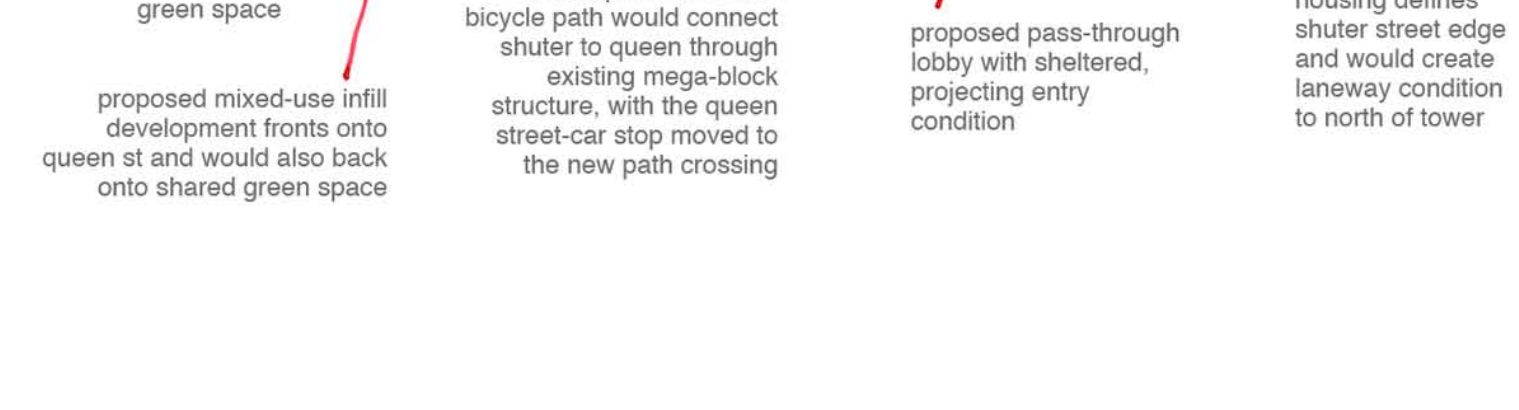 green space
proposed mixed-use infill
development fronts onto
queen st and would also back
onto shared green space
bicycle path would connect
shuter to queen through
existing mega-block
structure, with the queen
street-car stop moved to
the new path crossing
proposed pass-through
lobby with sheltered,
projecting entry
condition
housing defines
shuter street edge
and would create
laneway condition
to north of tower